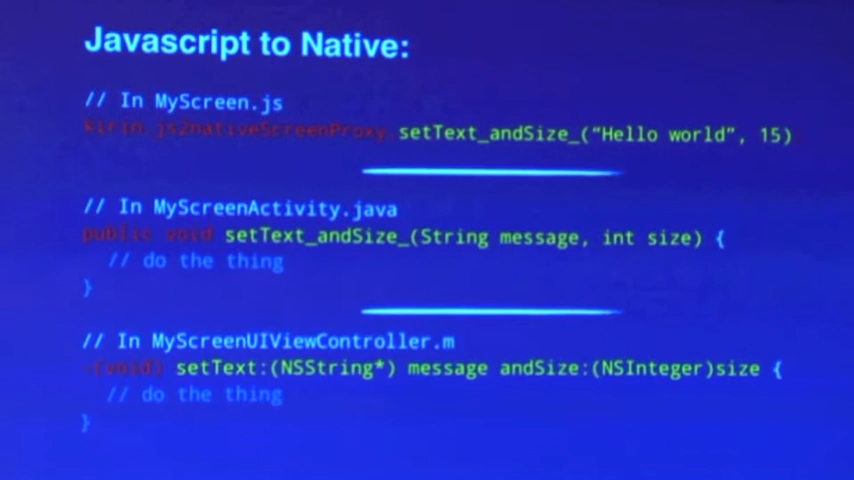 Javascript to Native:
// In MyScreen.js
kirin.js2nativeScreenProxy.setText_andSize_(“Hello world”, 15)
// In MyScreenActivity.java
public void setText_andSize_(String message, int size) {
// do the thing
}
// In MyScreenUIViewController.m
-(void) setText:(NSString*) message andSize:(NSInteger)size {
// do the thing
}